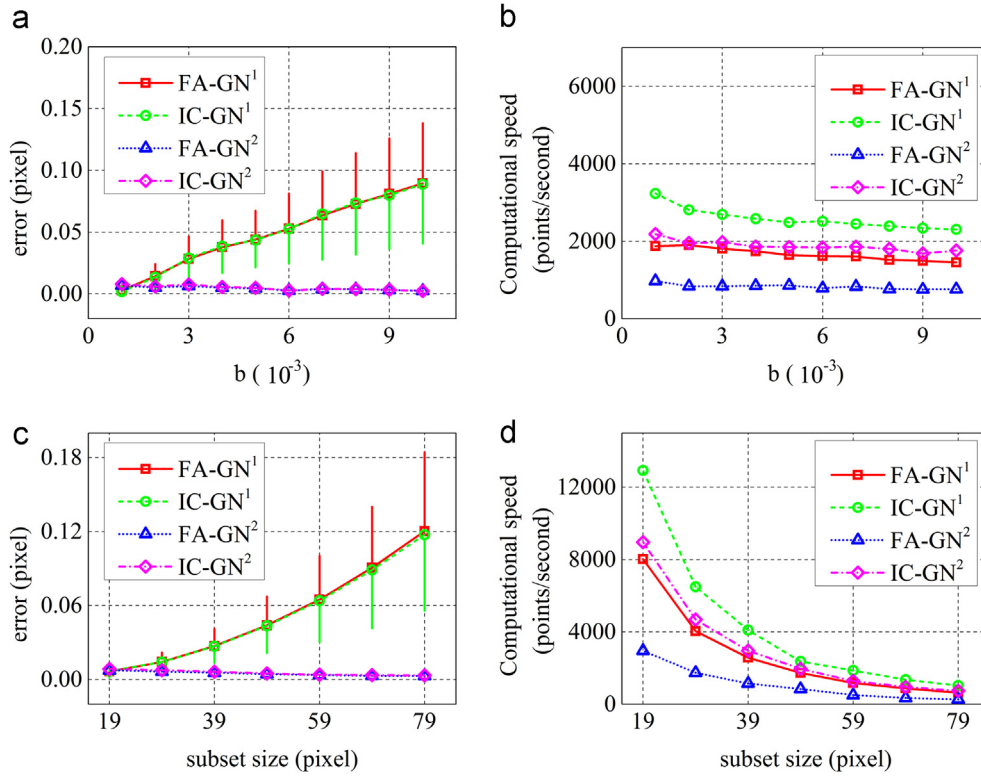 a
0.20
0.15
0.10
0.05
0.00
error (pixel)
FA-GN¹
IC-GN¹
FA-GN²
IC-GN²
0
3
6
9
b ( 10⁻³)
b
6000
4000
2000
0
Computational speed
(points/second)
FA-GN¹
IC-GN¹
FA-GN²
IC-GN²
0
3
6
9
b ( 10⁻³)
c
0.18
0.12
0.06
0.00
error (pixel)
FA-GN¹
IC-GN¹
FA-GN²
IC-GN²
19
39
59
79
subset size (pixel)
d
12000
8000
4000
0
Computational speed
(points/second)
FA-GN¹
IC-GN¹
FA-GN²
IC-GN²
19
39
59
79
subset size (pixel)